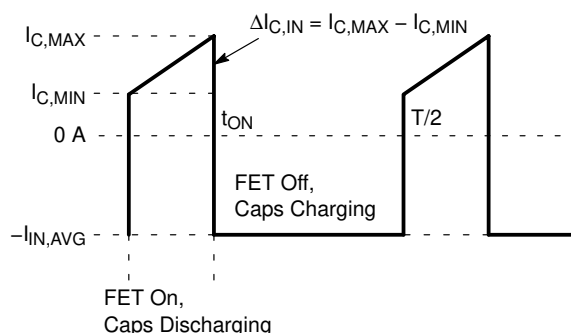 I_C,MAX
ΔI_C,IN = I_C,MAX − I_C,MIN
I_C,MIN
0 A
t_ON
T/2
FET Off,
Caps Charging
−I_IN,AVG
FET On,
Caps Discharging